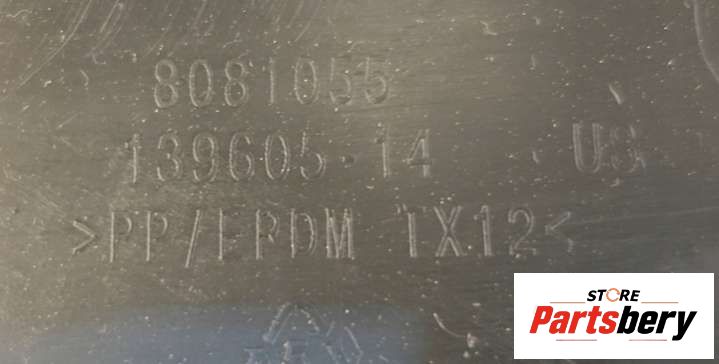 8081055
139605-14 US
>PP/EPDM TX12<
STORE
Partsbery